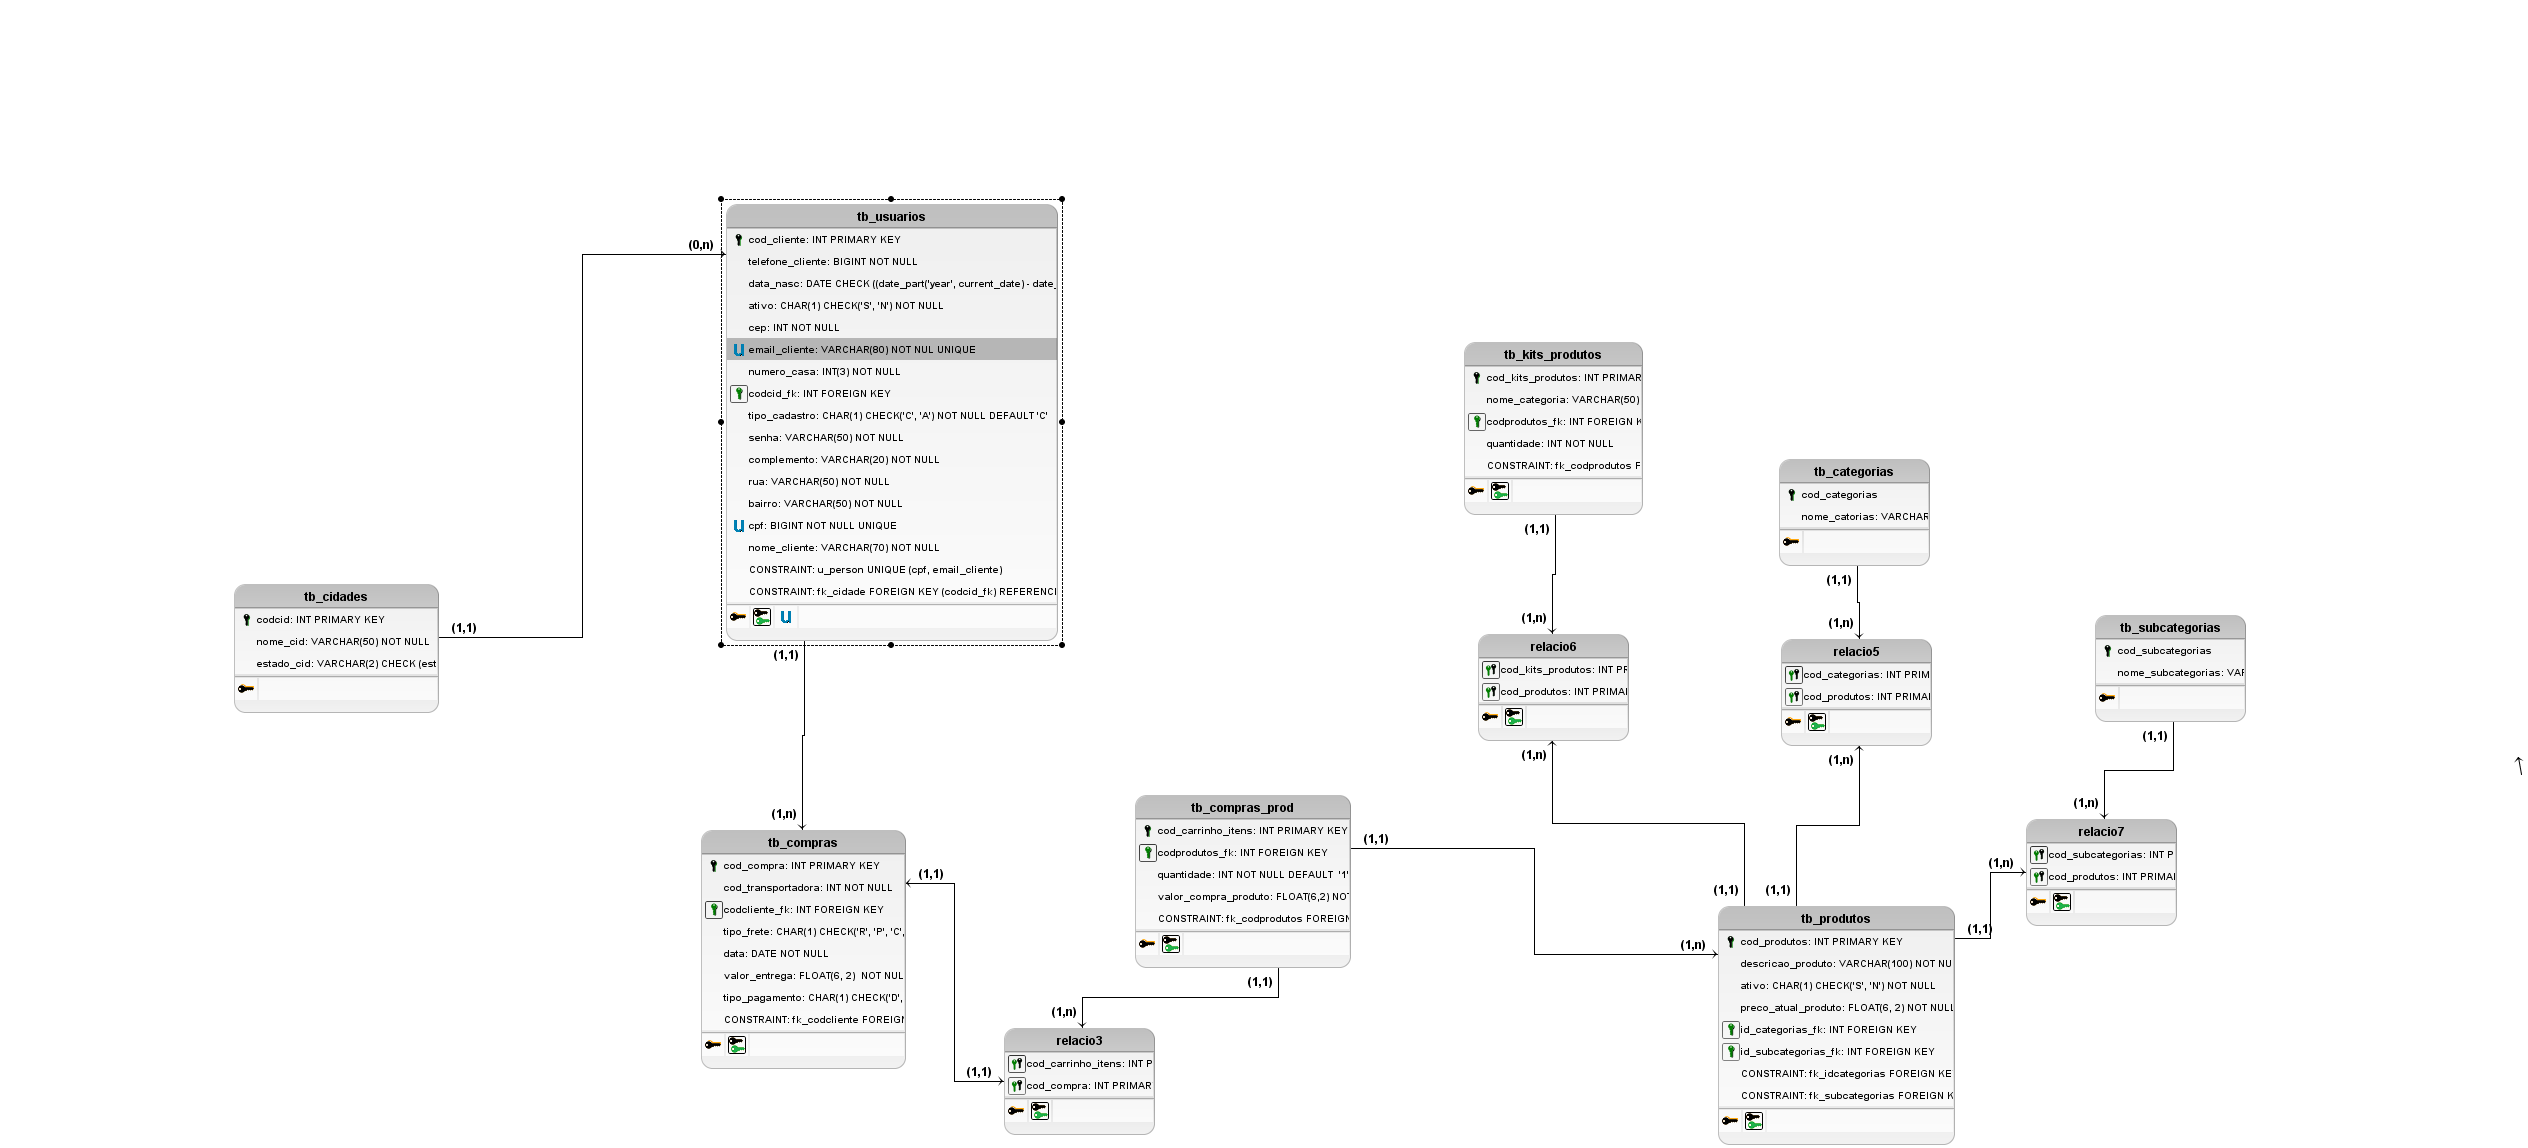 tb_usuarios
cod_cliente: INT PRIMARY KEY
telefone_cliente: BIGINT NOT NULL
data_nasc: DATE CHECK ((date_part('year', current_date) - date_
ativo: CHAR(1) CHECK('S', 'N') NOT NULL
cep: INT NOT NULL
u email_cliente: VARCHAR(80) NOT NUL UNIQUE
numero_casa: INT(3) NOT NULL
codcid_fk: INT FOREIGN KEY
tipo_cadastro: CHAR(1) CHECK('C', 'A') NOT NULL DEFAULT 'C'
senha: VARCHAR(50) NOT NULL
complemento: VARCHAR(20) NOT NULL
rua: VARCHAR(50) NOT NULL
bairro: VARCHAR(50) NOT NULL
u cpf: BIGINT NOT NULL UNIQUE
nome_cliente: VARCHAR(70) NOT NULL
CONSTRAINT: u_person UNIQUE (cpf, email_cliente)
CONSTRAINT: fk_cidade FOREIGN KEY (codcid_fk) REFERENCI
u
(0,n)
(1,1)
tb_cidades
codcid: INT PRIMARY KEY
nome_cid: VARCHAR(50) NOT NULL
estado_cid: VARCHAR(2) CHECK (est
(1,1)
(1,n)
tb_compras
cod_compra: INT PRIMARY KEY
cod_transportadora: INT NOT NULL
codcliente_fk: INT FOREIGN KEY
tipo_frete: CHAR(1) CHECK('R', 'P', 'C',
data: DATE NOT NULL
valor_entrega: FLOAT(6, 2) NOT NUL
tipo_pagamento: CHAR(1) CHECK('D',
CONSTRAINT: fk_codcliente FOREIGN
(1,1)
(1,1)
tb_compras_prod
cod_carrinho_itens: INT PRIMARY KEY
codprodutos_fk: INT FOREIGN KEY
quantidade: INT NOT NULL DEFAULT '1'
valor_compra_produto: FLOAT(6,2) NOT
CONSTRAINT: fk_codprodutos FOREIGN
(1,1)
(1,n)
relacio3
cod_carrinho_itens: INT P
cod_compra: INT PRIMAR
(1,1)
(1,n)
tb_kits_produtos
cod_kits_produtos: INT PRIMAR
nome_categoria: VARCHAR(50)
codprodutos_fk: INT FOREIGN K
quantidade: INT NOT NULL
CONSTRAINT: fk_codprodutos F
(1,1)
(1,n)
relacio6
cod_kits_produtos: INT PR
cod_produtos: INT PRIMAI
(1,n)
(1,1)
tb_categorias
cod_categorias
nome_catorias: VARCHAR
(1,1)
(1,n)
relacio5
cod_categorias: INT PRIM
cod_produtos: INT PRIMAI
(1,n)
(1,1)
tb_subcategorias
cod_subcategorias
nome_subcategorias: VAR
(1,1)
(1,n)
relacio7
cod_subcategorias: INT P
cod_produtos: INT PRIMAI
(1,n)
(1,1)
tb_produtos
cod_produtos: INT PRIMARY KEY
descricao_produto: VARCHAR(100) NOT NU
ativo: CHAR(1) CHECK('S', 'N') NOT NULL
preco_atual_produto: FLOAT(6, 2) NOT NULL
id_categorias_fk: INT FOREIGN KEY
id_subcategorias_fk: INT FOREIGN KEY
CONSTRAINT: fk_idcategorias FOREIGN KE
CONSTRAINT: fk_subcategorias FOREIGN K